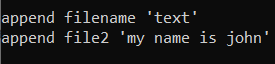 append filename 'text'
append file2 'my name is john'